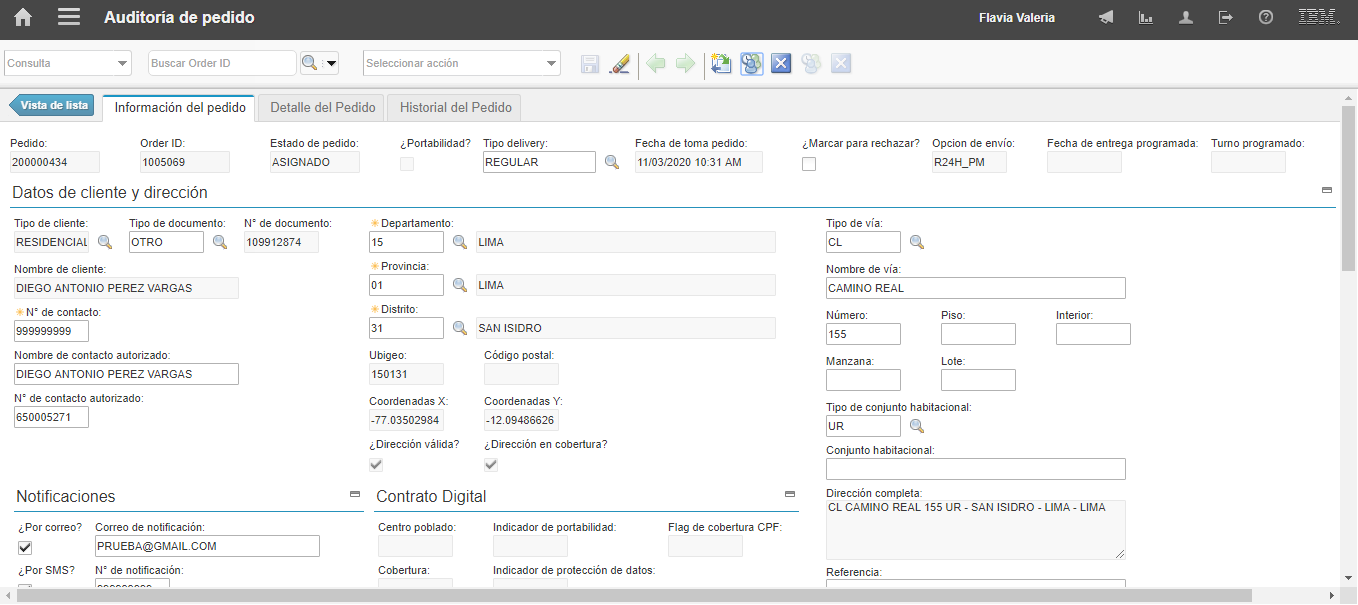 Auditoría de pedido
Flavia Valeria
IBM.
Consulta
Buscar Order ID
Seleccionar acción
Vista de lista
Información del pedido
Detalle del Pedido
Historial del Pedido
Pedido: Order ID: Estado de pedido: ¿Portabilidad? Tipo delivery: Fecha de toma pedido: ¿Marcar para rechazar? Opcion de envío: Fecha de entrega programada: Turno programado:
200000434 1005069 ASIGNADO REGULAR 11/03/2020 10:31 AM R24H_PM
Datos de cliente y dirección
Tipo de cliente: Tipo de documento: N° de documento:
RESIDENCIAL OTRO 109912874
Nombre de cliente:
DIEGO ANTONIO PEREZ VARGAS
N° de contacto:
999999999
Nombre de contacto autorizado:
DIEGO ANTONIO PEREZ VARGAS
N° de contacto autorizado:
650005271
Departamento:
15 LIMA
Provincia:
01 LIMA
Distrito:
31 SAN ISIDRO
Ubigeo: Código postal:
150131
Coordenadas X: Coordenadas Y:
-77.03502984 -12.09486626
¿Dirección válida? ¿Dirección en cobertura?
Tipo de vía:
CL
Nombre de vía:
CAMINO REAL
Número: Piso: Interior:
155
Manzana: Lote:
Tipo de conjunto habitacional:
UR
Conjunto habitacional:
Dirección completa:
CL CAMINO REAL 155 UR - SAN ISIDRO - LIMA - LIMA
Referencia:
Notificaciones
¿Por correo? Correo de notificación:
PRUEBA@GMAIL.COM
¿Por SMS? N° de notificación:
Contrato Digital
Centro poblado: Indicador de portabilidad: Flag de cobertura CPF:
Cobertura: Indicador de protección de datos: